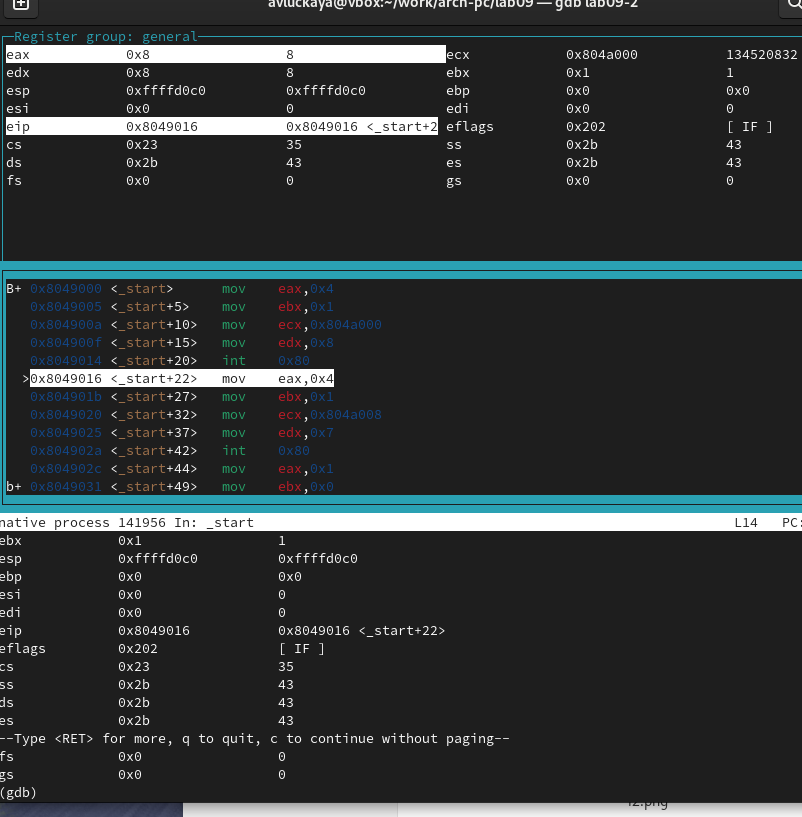 avluckaya@vbox:~/work/arch-pc/lab09 — gdb lab09-2
Register group: general
eax 0x8 8 ecx 0x804a000 134520832
edx 0x8 8 ebx 0x1 1
esp 0xffffd0c0 0xffffd0c0 ebp 0x0 0x0
esi 0x0 0 edi 0x0 0
eip 0x8049016 0x8049016 <_start+2 eflags 0x202 [ IF ]
cs 0x23 35 ss 0x2b 43
ds 0x2b 43 es 0x2b 43
fs 0x0 0 gs 0x0 0
B+ 0x8049000 <_start> mov eax,0x4
0x8049005 <_start+5> mov ebx,0x1
0x804900a <_start+10> mov ecx,0x804a000
0x804900f <_start+15> mov edx,0x8
0x8049014 <_start+20> int 0x80
>0x8049016 <_start+22> mov eax,0x4
0x804901b <_start+27> mov ebx,0x1
0x8049020 <_start+32> mov ecx,0x804a008
0x8049025 <_start+37> mov edx,0x7
0x804902a <_start+42> int 0x80
0x804902c <_start+44> mov eax,0x1
b+ 0x8049031 <_start+49> mov ebx,0x0
native process 141956 In: _start L14 PC:
ebx 0x1 1
esp 0xffffd0c0 0xffffd0c0
ebp 0x0 0x0
esi 0x0 0
edi 0x0 0
eip 0x8049016 0x8049016 <_start+22>
eflags 0x202 [ IF ]
cs 0x23 35
ss 0x2b 43
ds 0x2b 43
es 0x2b 43
--Type <RET> for more, q to quit, c to continue without paging--
fs 0x0 0
gs 0x0 0
(gdb)